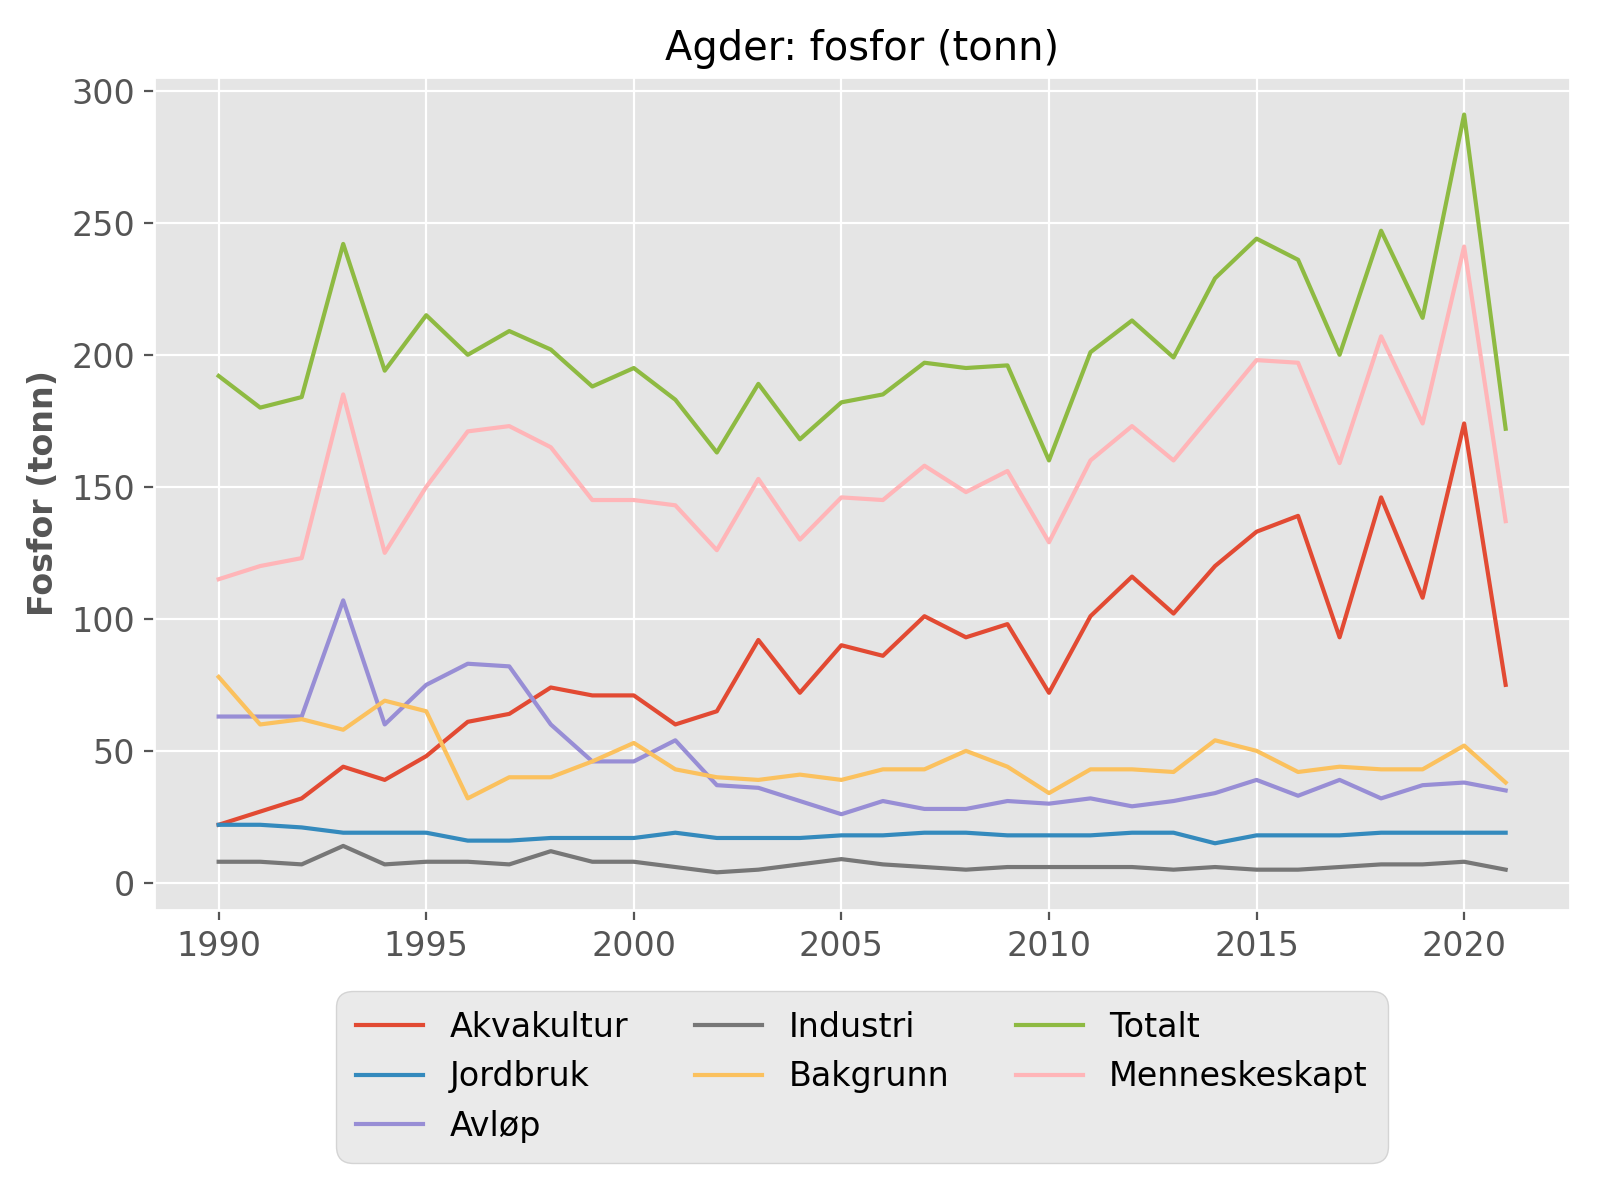 Agder: fosfor (tonn)
300
250
200
150
100
50
0
Fosfor (tonn)
1990 1995 2000 2005 2010 2015 2020
Akvakultur Industri Totalt
Jordbruk Bakgrunn Menneskeskapt
Avløp